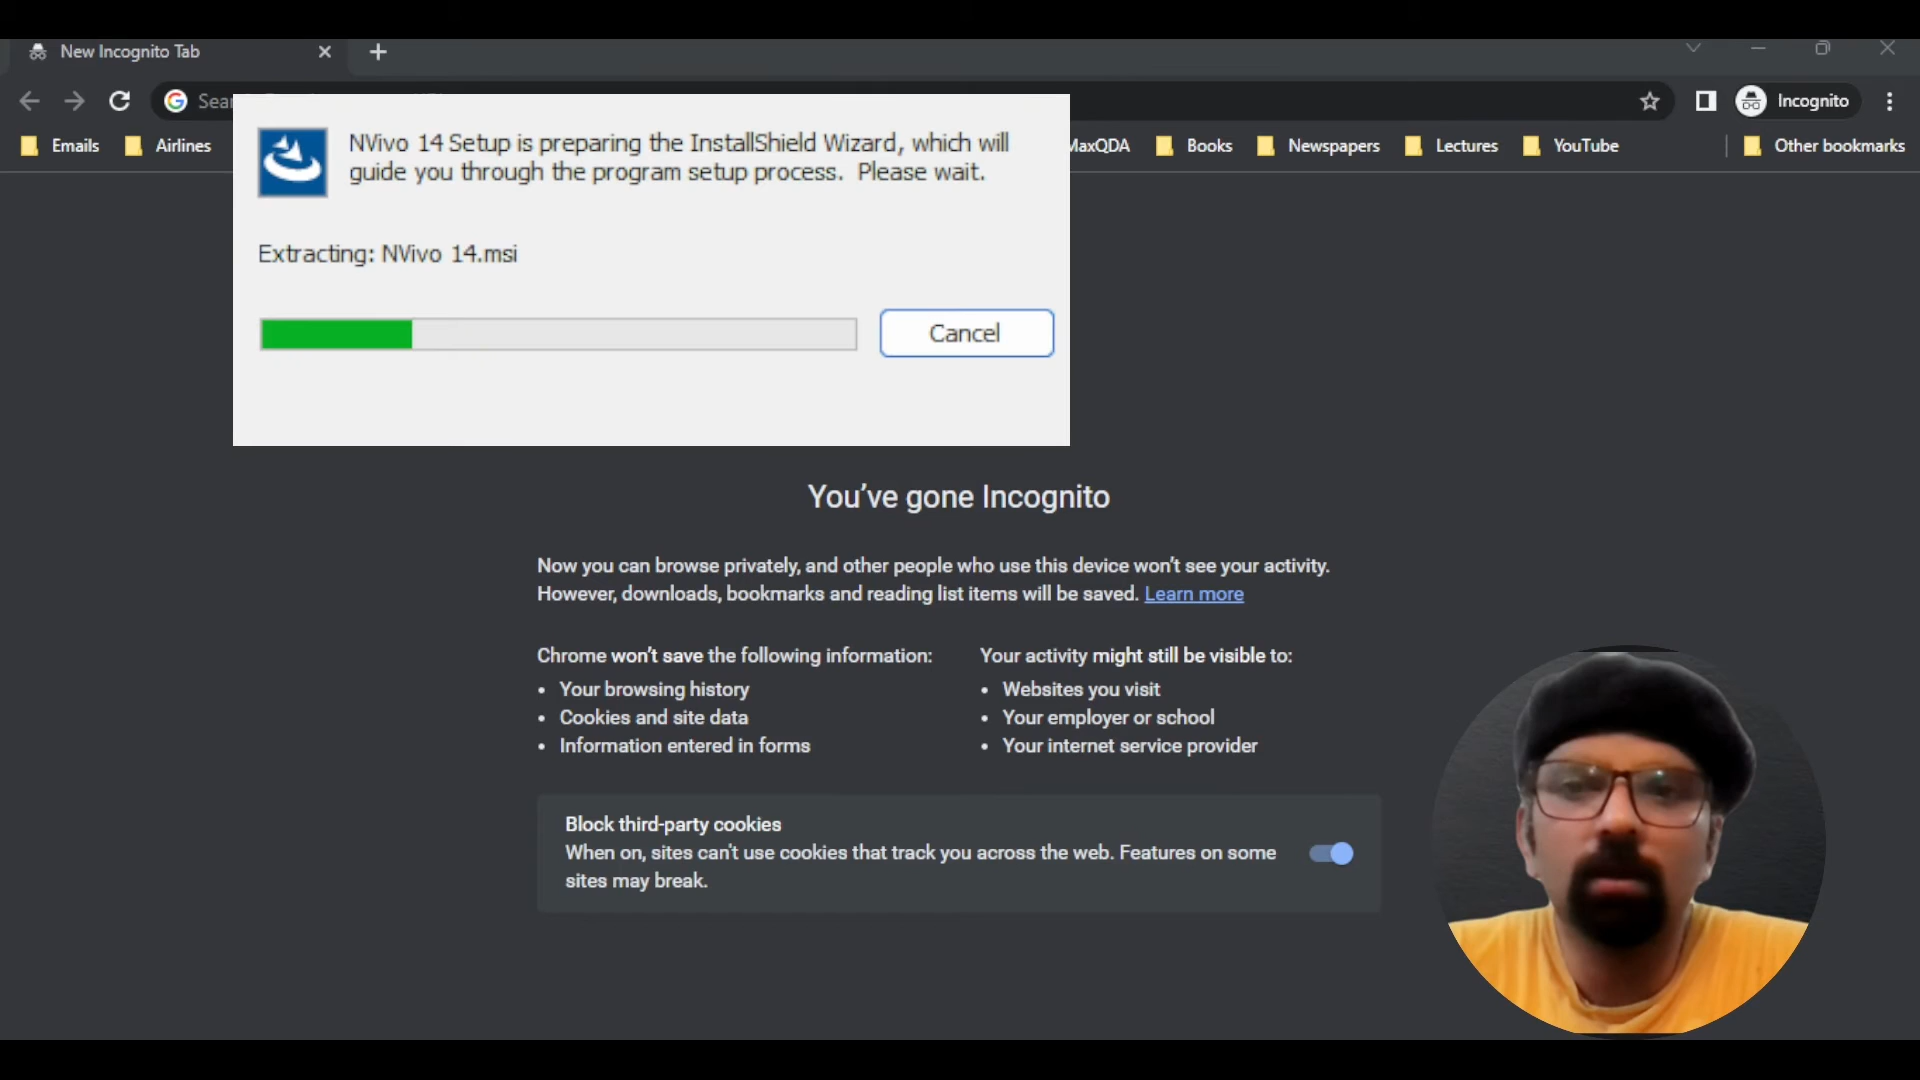 New Incognito Tab
Incognito
Emails
Airlines
MaxQDA
Books
Newspapers
Lectures
YouTube
Other bookmarks
NVivo 14 Setup is preparing the InstallShield Wizard, which will
guide you through the program setup process. Please wait.
Extracting: NVivo 14.msi
Cancel
You've gone Incognito
Now you can browse privately, and other people who use this device won't see your activity.
However, downloads, bookmarks and reading list items will be saved. Learn more
Chrome won't save the following information:
Your browsing history
Cookies and site data
Information entered in forms
Your activity might still be visible to:
Websites you visit
Your employer or school
Your internet service provider
Block third-party cookies
When on, sites can't use cookies that track you across the web. Features on some
sites may break.